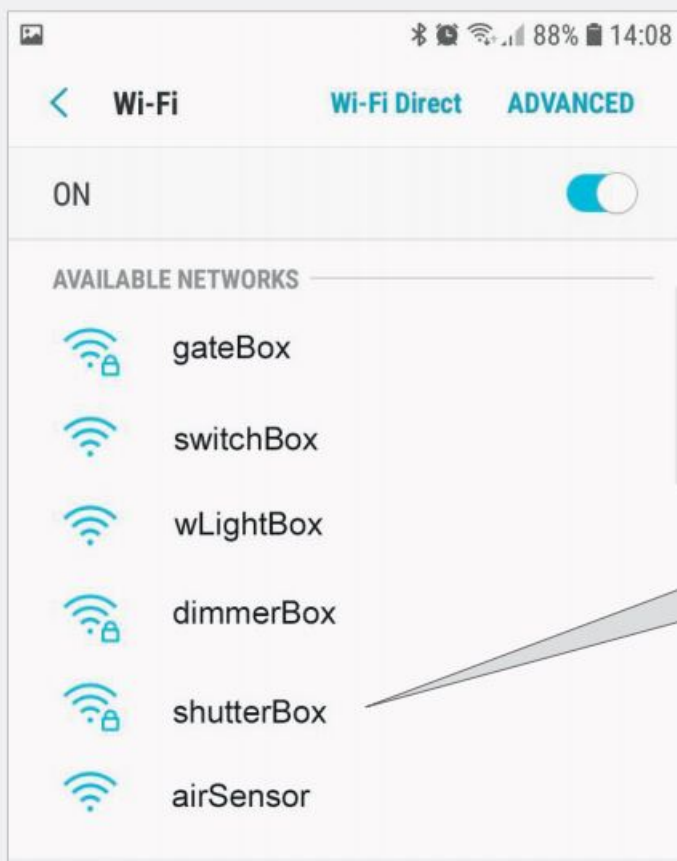 88% 14:08
Wi-Fi Wi-Fi Direct ADVANCED
ON
AVAILABLE NETWORKS
gateBox
switchBox
wLightBox
dimmerBox
shutterBox
airSensor